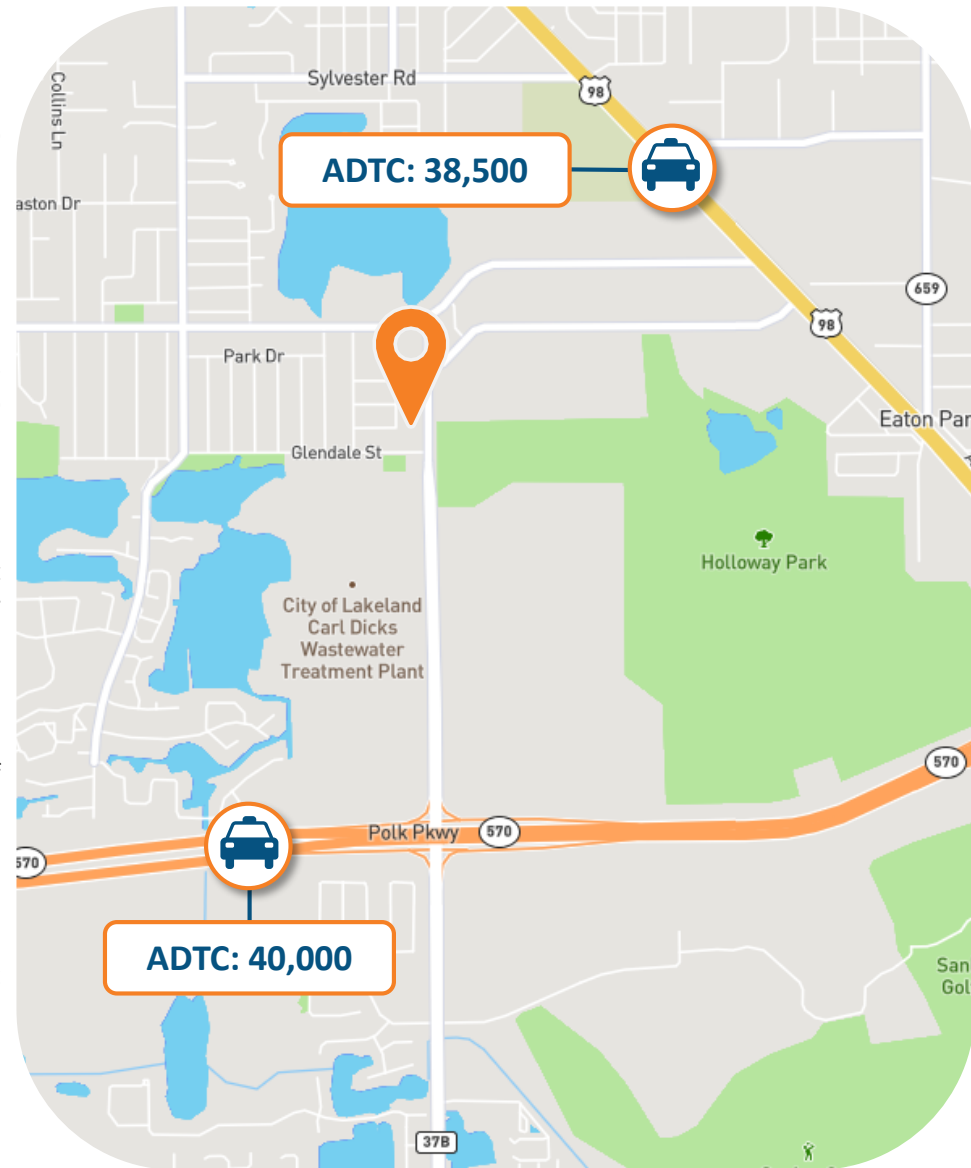 Sylvester Rd
98
Collins Ln
ADTC: 38,500
aston Dr
659
98
Park Dr
Eaton Par
Glendale St
Holloway Park
City of Lakeland
Carl Dicks
Wastewater
Treatment Plant
570
Polk Pkwy
570
570
ADTC: 40,000
San
Gol
37B